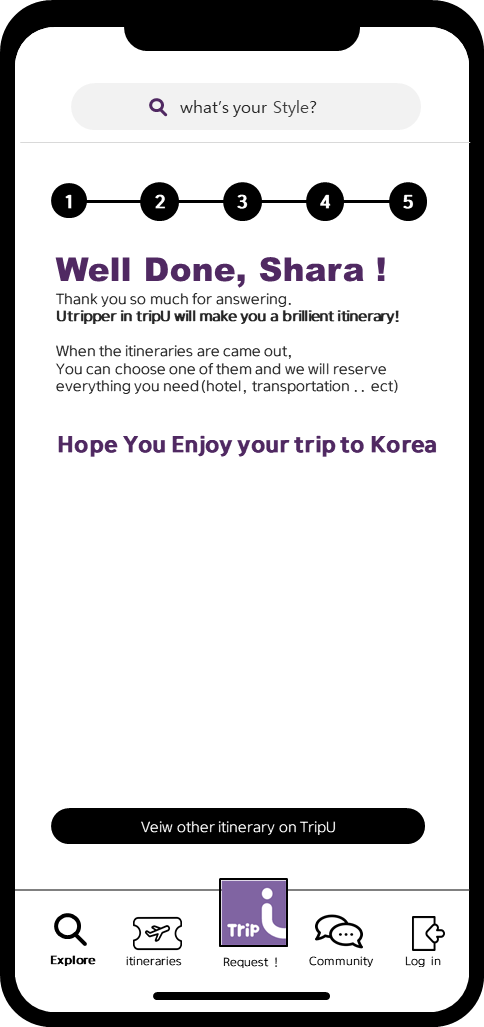 what's your Style?
1 2 3 4 5
Well Done, Shara !
Thank you so much for answering.
Utripper in tripU will make you a brillient itinerary!
When the itineraries are came out,
You can choose one of them and we will reserve
everything you need (hotel, transportation . . ect)
Hope You Enjoy your trip to Korea
Veiw other itinerary on TripU
TriP
Explore itineraries Request ! Community Log in